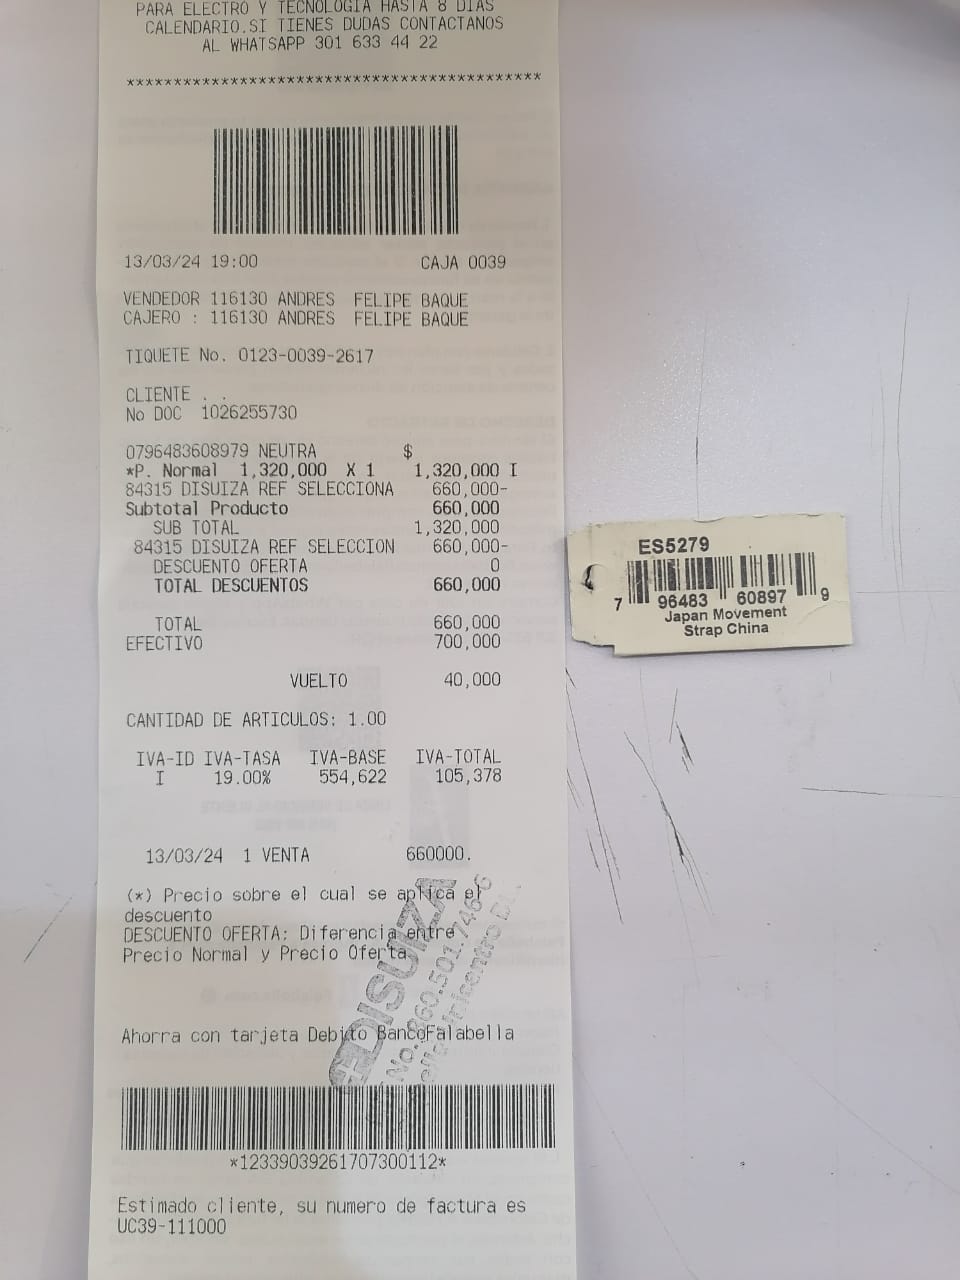 PARA ELECTRO Y TECNOLOGIA HASTA 8 DIAS
CALENDARIO.SI TIENES DUDAS CONTACTANOS
AL WHATSAPP 301 633 44 22
********************************************
13/03/24 19:00 CAJA 0039
VENDEDOR 116130 ANDRES FELIPE BAQUE
CAJERO : 116130 ANDRES FELIPE BAQUE
TIQUETE No. 0123-0039-2617
CLIENTE . .
No DOC 1026255730
0796483608979 NEUTRA $
*P. Normal 1,320,000 X 1 1,320,000 I
84315 DISUIZA REF SELECCIONA 660,000-
Subtotal Producto 660,000
SUB TOTAL 1,320,000
84315 DISUIZA REF SELECCION 660,000-
DESCUENTO OFERTA 0
TOTAL DESCUENTOS 660,000
TOTAL 660,000
EFECTIVO 700,000
VUELTO 40,000
CANTIDAD DE ARTICULOS: 1.00
IVA-ID IVA-TASA IVA-BASE IVA-TOTAL
I 19.00% 554,622 105,378
13/03/24 1 VENTA 660000.
(*) Precio sobre el cual se aplica el
descuento
DESCUENTO OFERTA: Diferencia entre
Precio Normal y Precio Oferta
DISUIZA
No. 860.501.746-6
Ahorra con tarjeta Debito BancoFalabella
*12339039261707300112*
Estimado cliente, su numero de factura es
UC39-111000
ES5279
7 96483 60897 9
Japan Movement
Strap China